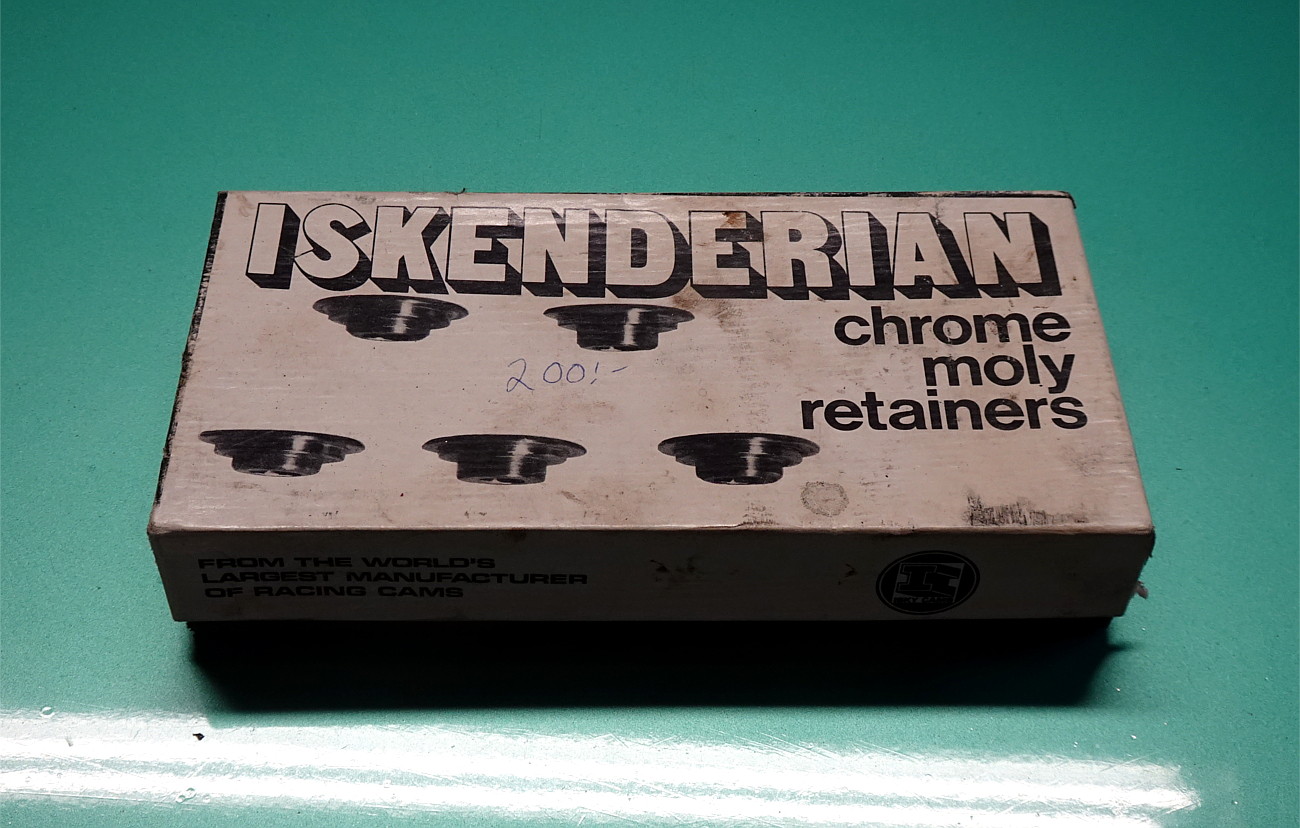 ISKENDERIAN
chrome
moly
retainers
200:-
FROM THE WORLD'S
LARGEST MANUFACTURER
OF RACING CAMS